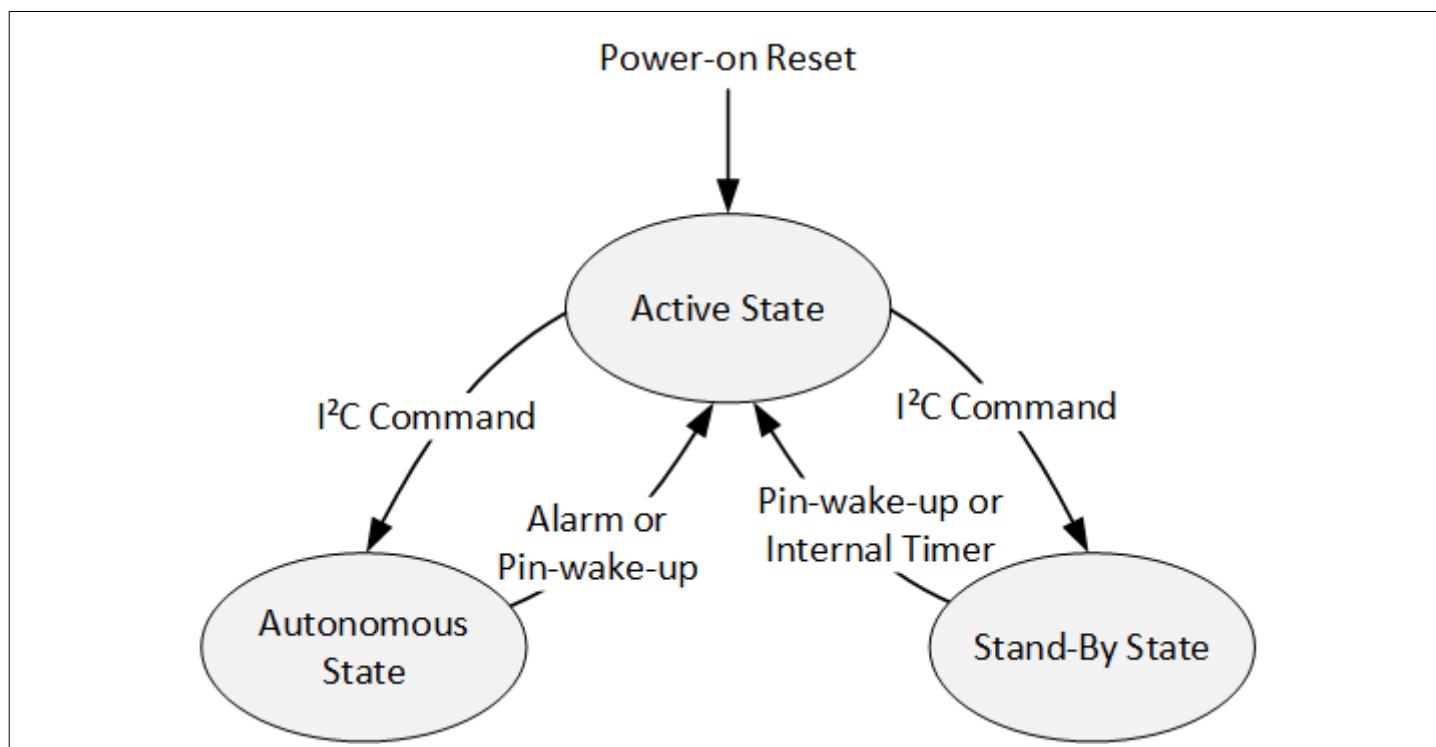 Power-on Reset
Active State
I²C Command
I²C Command
Alarm or
Pin-wake-up
Pin-wake-up or
Internal Timer
Autonomous
State
Stand-By State